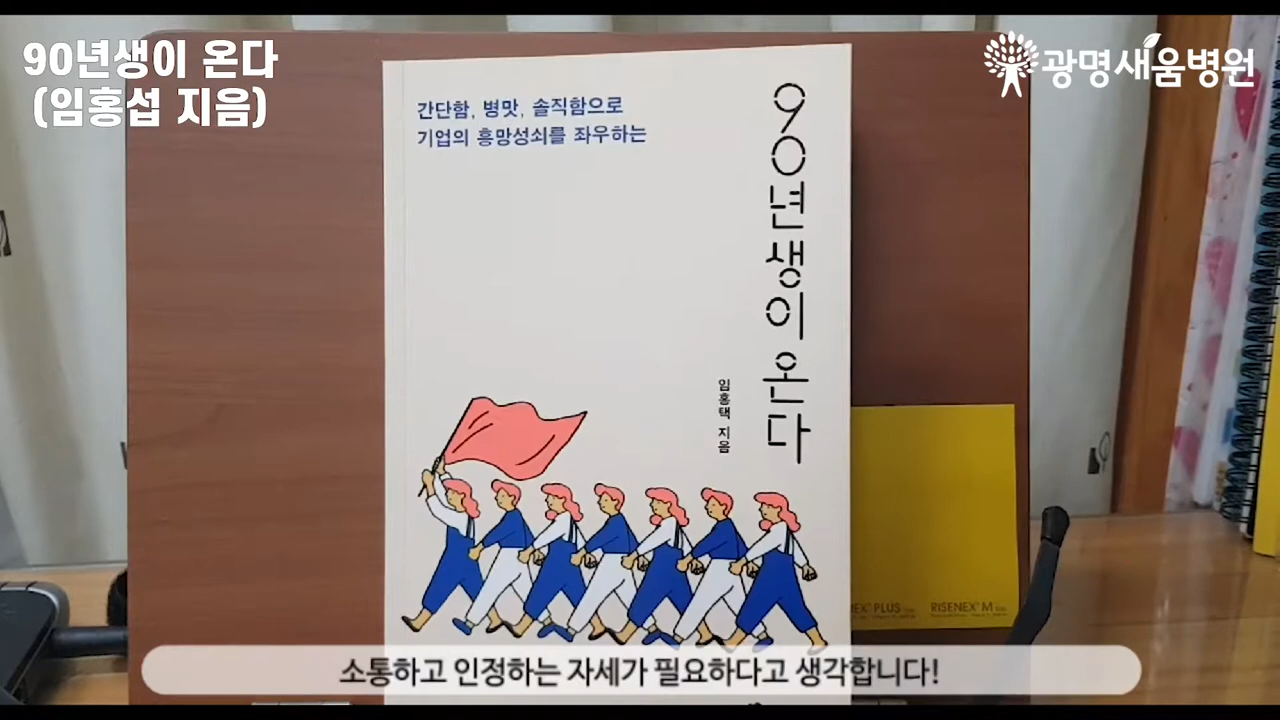 90년생이 온다
(임홍섭 지음)
광명새움병원
간단함, 병맛, 솔직함으로
기업의 흥망성쇠를 좌우하는
90년생이 온다
임홍택 지음
PLUS
RISENEX M
소통하고 인정하는 자세가 필요하다고 생각합니다!